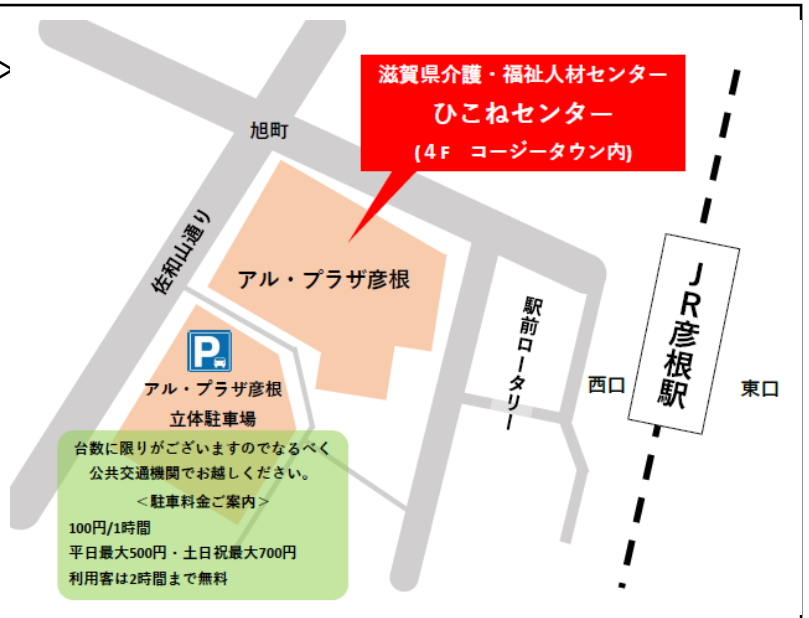 >
滋賀県介護・福祉人材センター
ひこねセンター
(４F　コージータウン内)
旭町
佐和山通り
アル・プラザ彦根
駅前ロータリー
JR彦根駅
西口
東口
P
アル・プラザ彦根
立体駐車場
台数に限りがございますのでなるべく
公共交通機関でお越しください。
＜駐車料金ご案内＞
100円/1時間
平日最大500円・土日祝最大700円
利用客は2時間まで無料